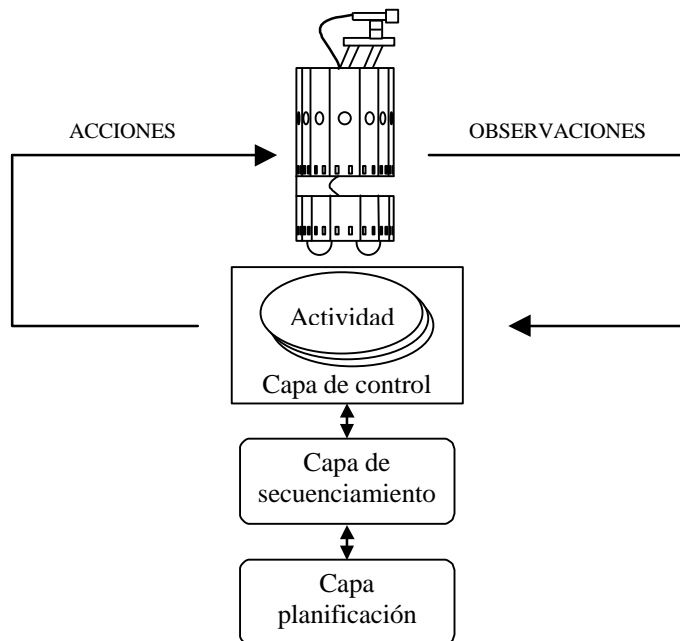 ACCIONES
OBSERVACIONES
Actividad
Capa de control
Capa de
secuenciamiento
Capa
planificación